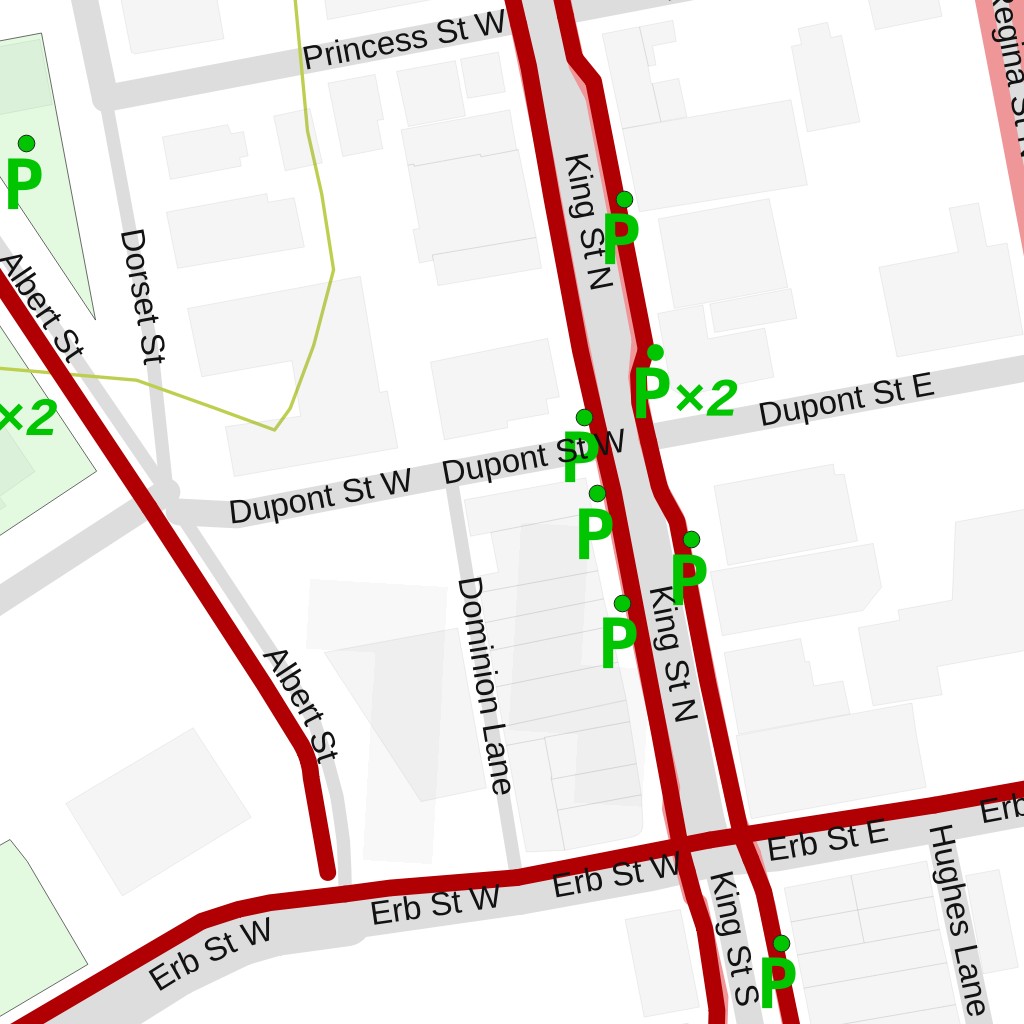 Princess St W
Regina St N
P
King St N
P
Dorset St
Albert St
×2
P×2
Dupont St E
P
Dupont St W
Dupont St W
P
P
King St N
P
Dominion Lane
Albert St
Erb
Erb St E
Erb St W
Erb St W
Erb St W
King St S
P
Hughes Lane